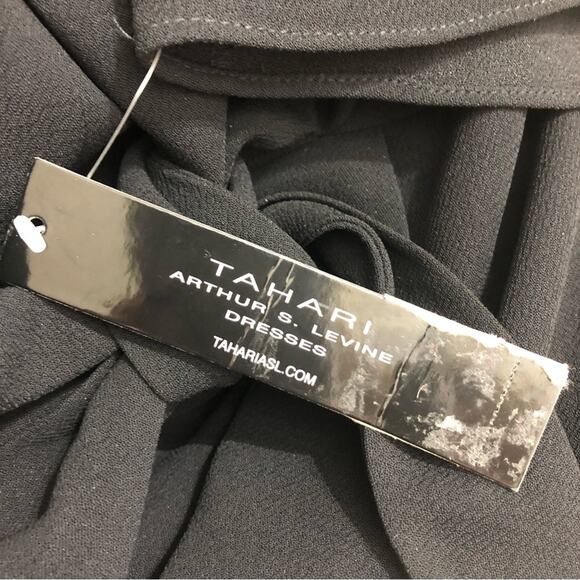 TAHARI
ARTHUR S. LEVINE
DRESSES
TAHARIASL.COM